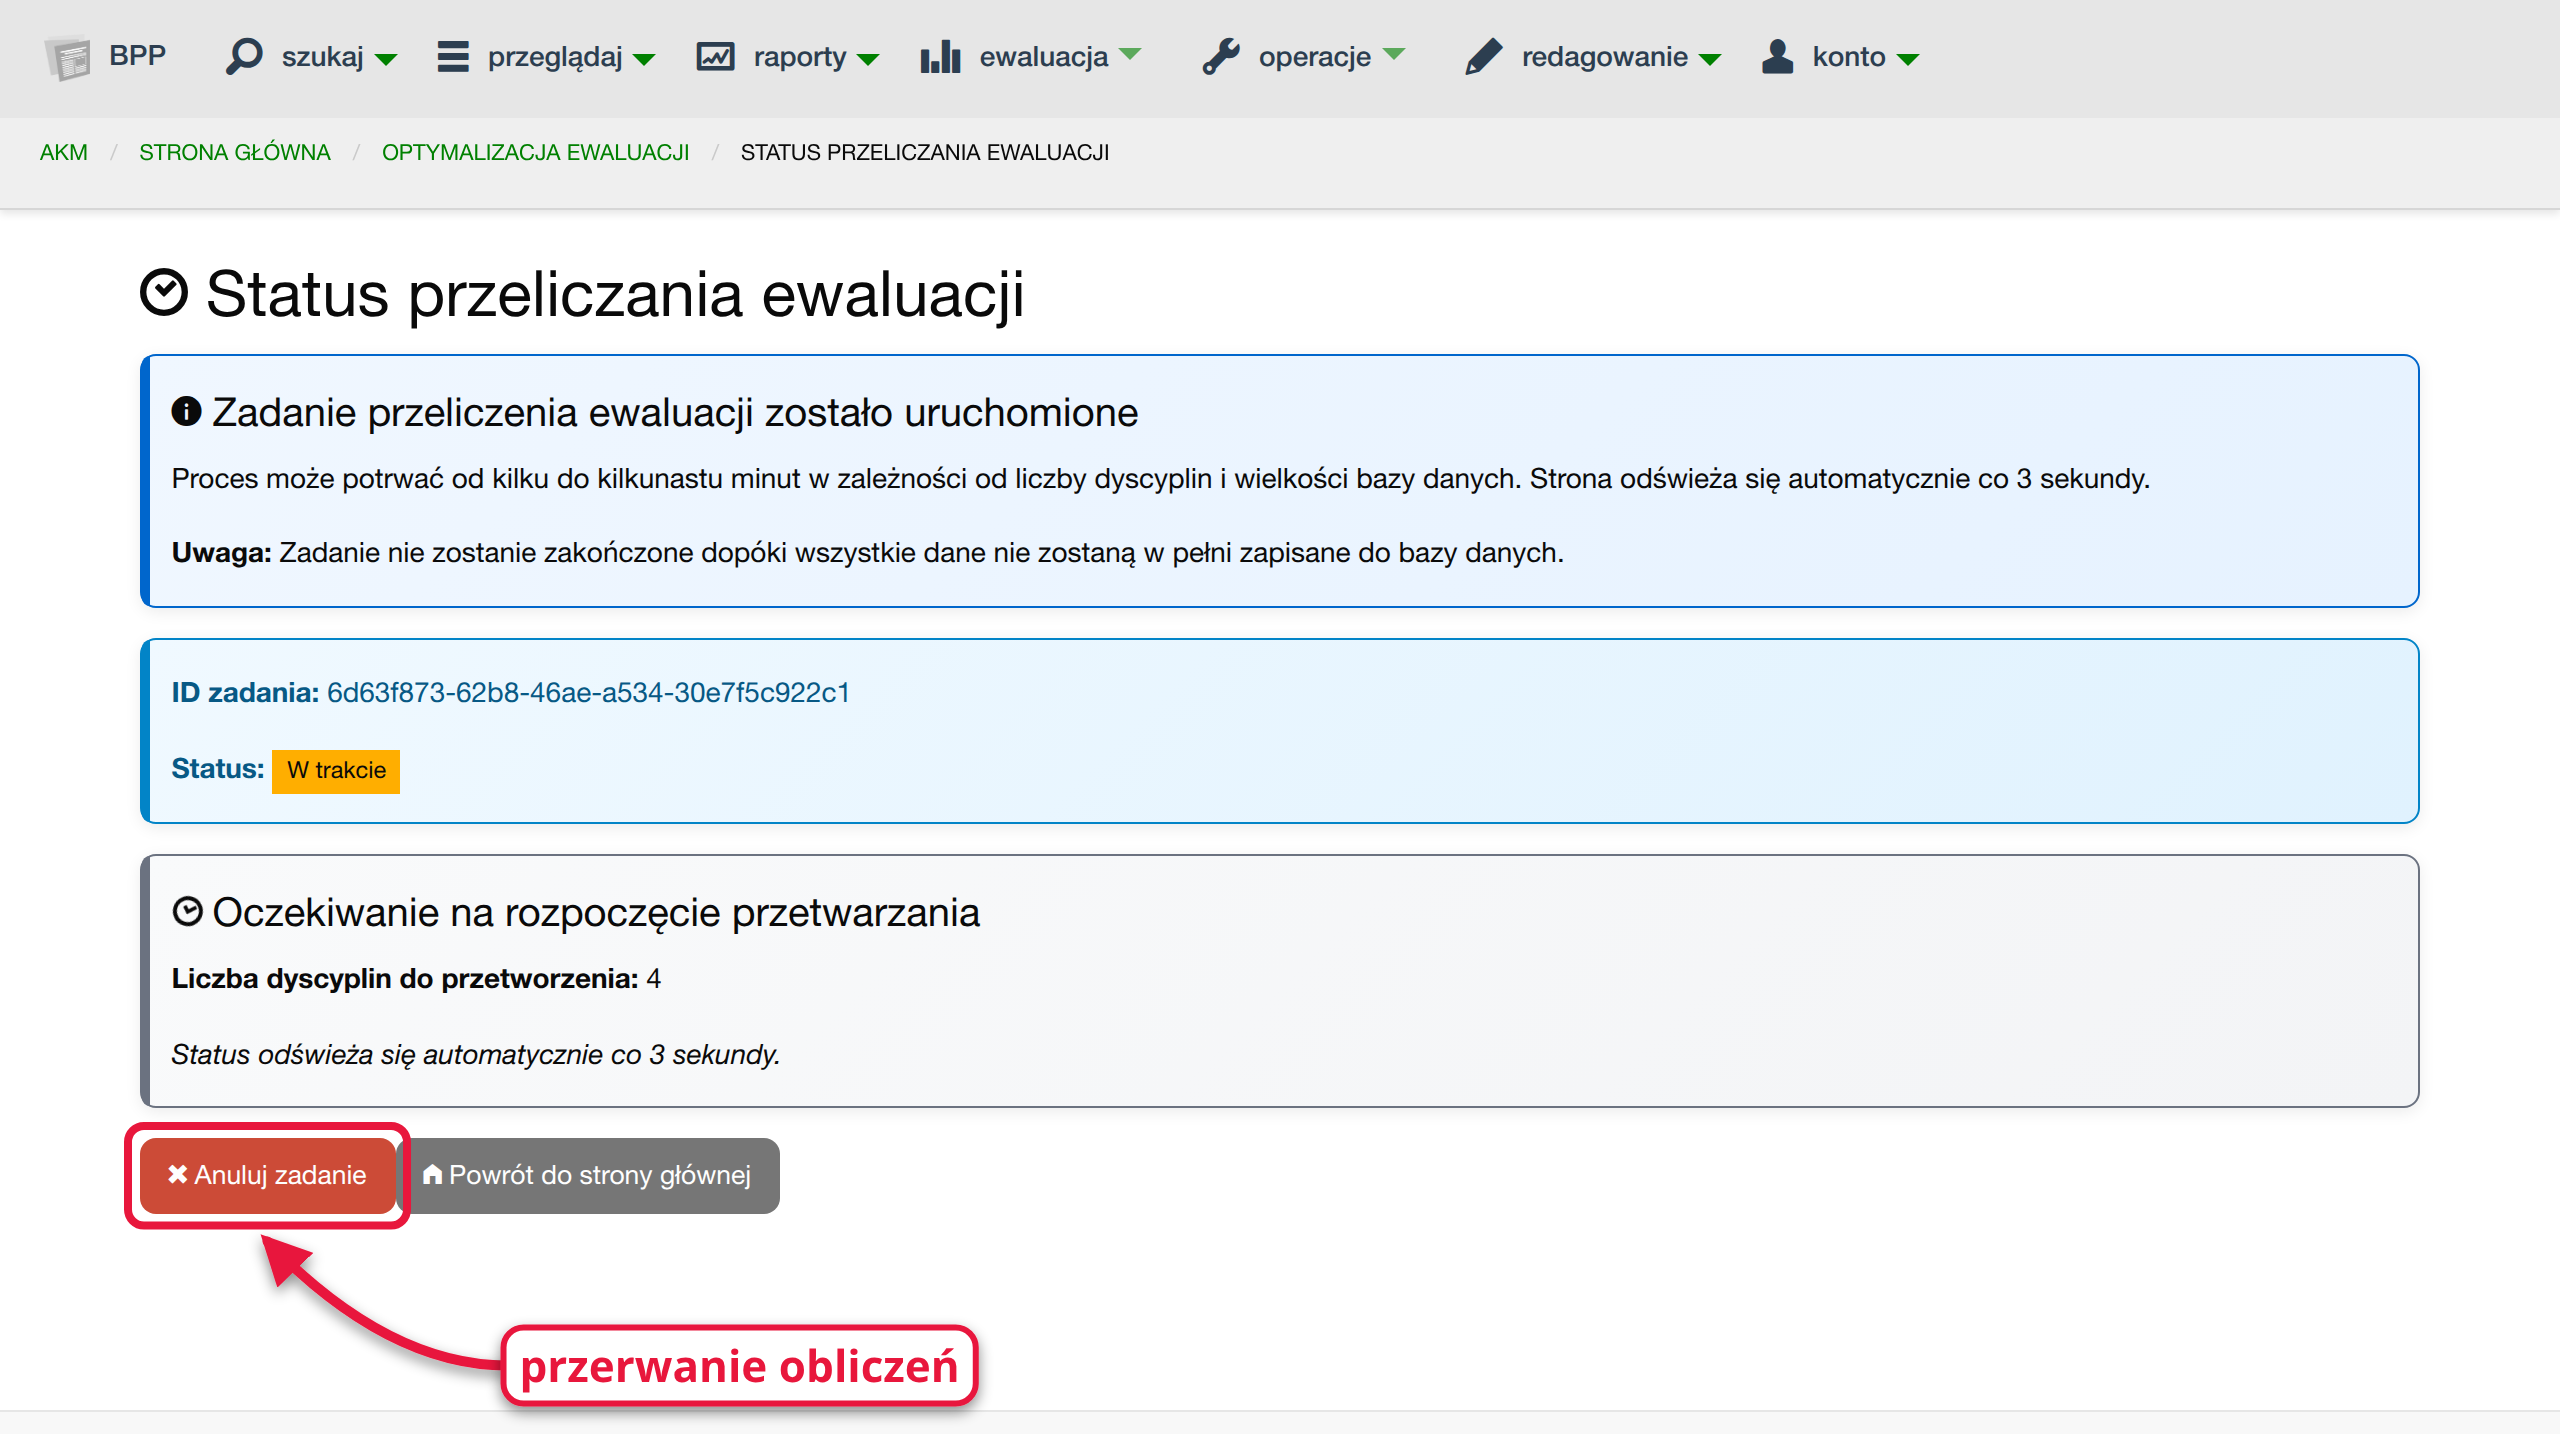 BPP szukaj przeglądaj raporty ewaluacja operacje redagowanie konto
AKM / STRONA GŁÓWNA / OPTYMALIZACJA EWALUACJI / STATUS PRZELICZANIA EWALUACJI
Status przeliczania ewaluacji
Zadanie przeliczenia ewaluacji zostało uruchomione
Proces może potrwać od kilku do kilkunastu minut w zależności od liczby dyscyplin i wielkości bazy danych. Strona odświeża się automatycznie co 3 sekundy.
Uwaga: Zadanie nie zostanie zakończone dopóki wszystkie dane nie zostaną w pełni zapisane do bazy danych.
ID zadania: 6d63f873-62b8-46ae-a534-30e7f5c922c1
Status: W trakcie
Oczekiwanie na rozpoczęcie przetwarzania
Liczba dyscyplin do przetworzenia: 4
Status odświeża się automatycznie co 3 sekundy.
Anuluj zadanie Powrót do strony głównej
przerwanie obliczeń